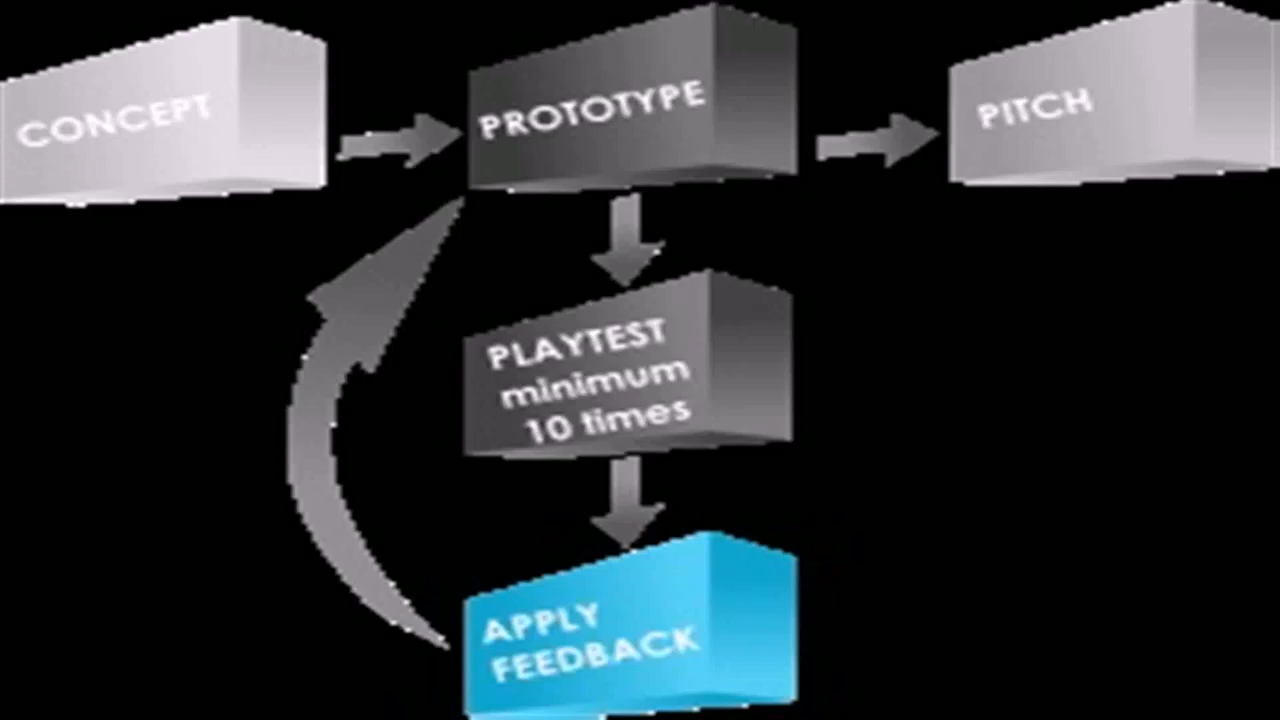 CONCEPT
PROTOTYPE
PITCH
PLAYTEST
minimum
10 times
APPLY
FEEDBACK